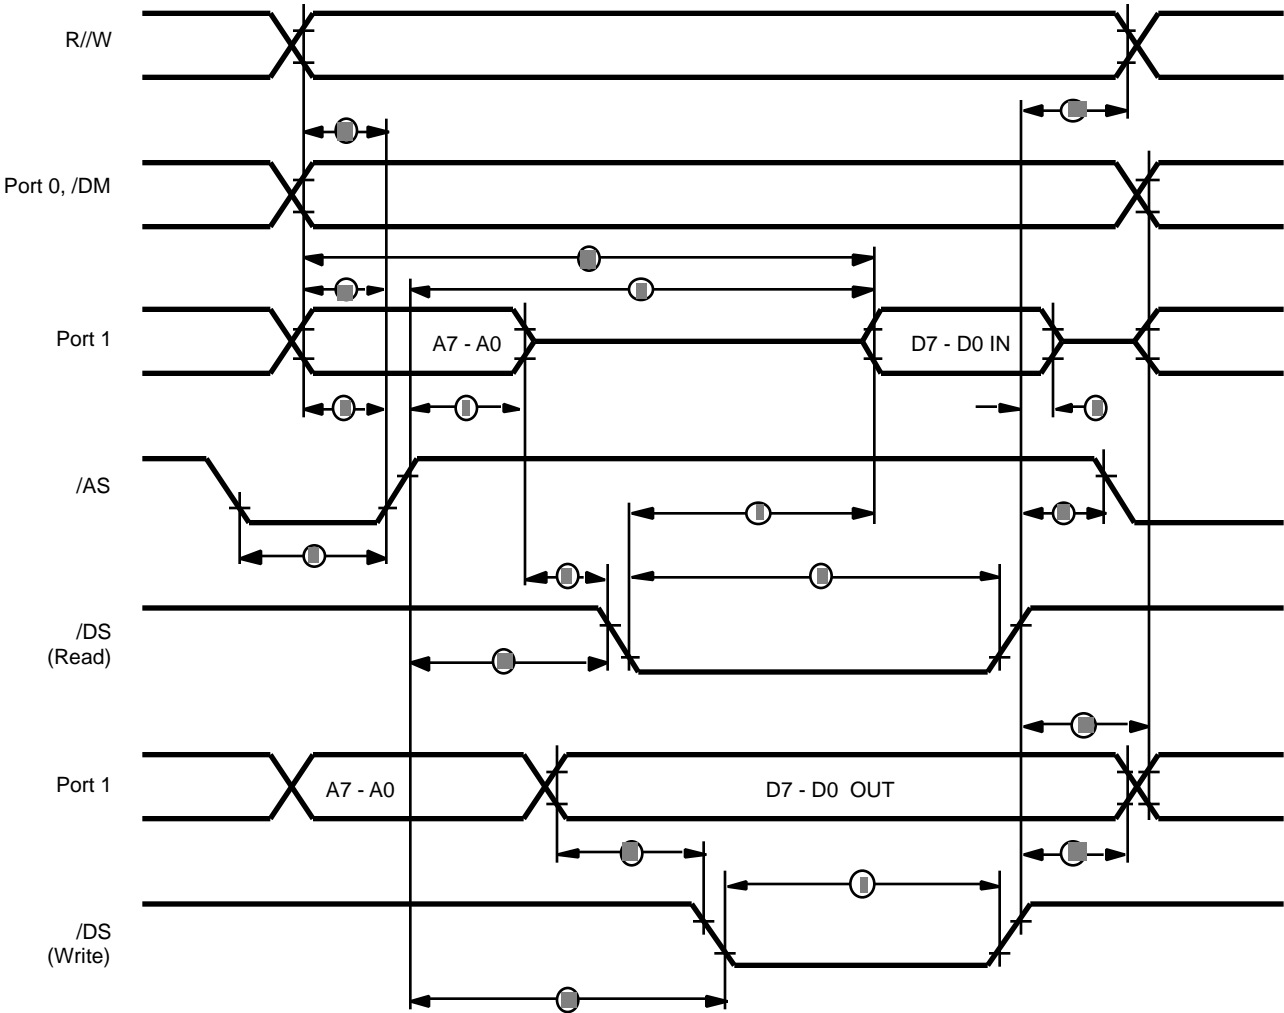 R//W
Port 0, /DM
Port 1
A7 - A0
D7 - D0 IN
/AS
/DS
(Read)
Port 1
A7 - A0
D7 - D0 OUT
/DS
(Write)